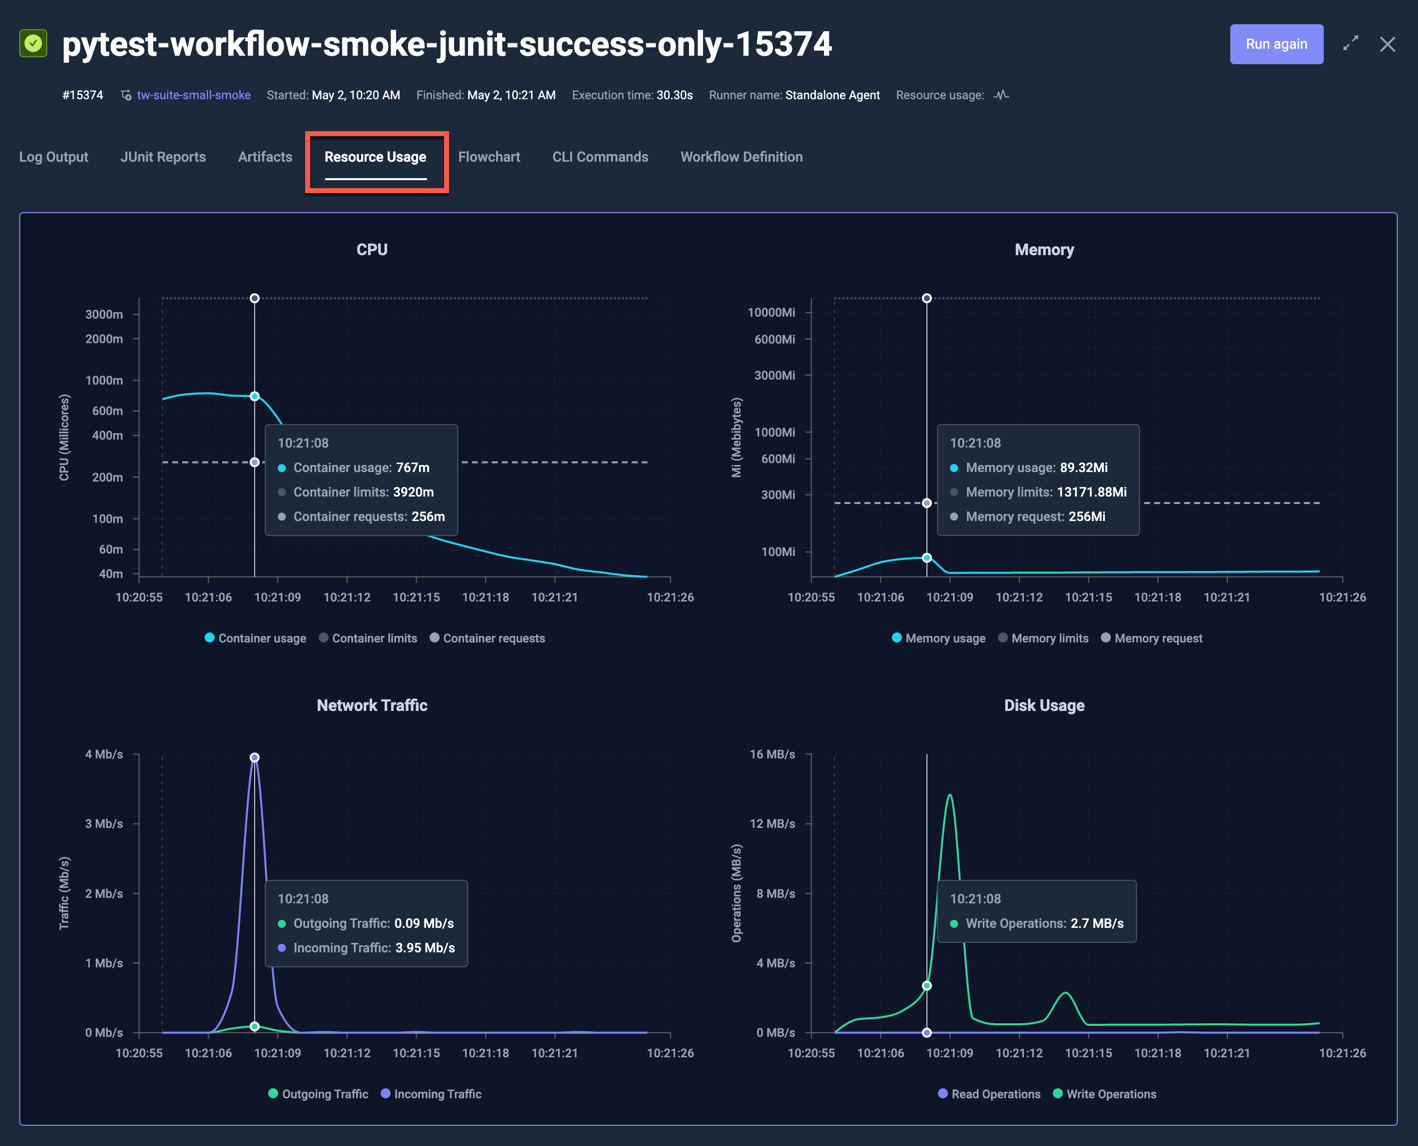 pytest-workflow-smoke-junit-success-only-15374
Run again
#15374 tw-suite-small-smoke Started: May 2, 10:20 AM Finished: May 2, 10:21 AM Execution time: 30.30s Runner name: Standalone Agent Resource usage:
Log Output JUnit Reports Artifacts Resource Usage Flowchart CLI Commands Workflow Definition
CPU
CPU (Millicores)
3000m
2000m
1000m
600m
400m
200m
100m
60m
40m
10:21:08
Container usage: 767m
Container limits: 3920m
Container requests: 256m
10:20:55 10:21:06 10:21:09 10:21:12 10:21:15 10:21:18 10:21:21 10:21:26
Container usage Container limits Container requests
Memory
Mi (Mebibytes)
10000Mi
6000Mi
3000Mi
1000Mi
600Mi
300Mi
100Mi
10:21:08
Memory usage: 89.32Mi
Memory limits: 13171.88Mi
Memory request: 256Mi
10:20:55 10:21:06 10:21:09 10:21:12 10:21:15 10:21:18 10:21:21 10:21:26
Memory usage Memory limits Memory request
Network Traffic
Traffic (Mb/s)
4 Mb/s
3 Mb/s
2 Mb/s
1 Mb/s
0 Mb/s
10:21:08
Outgoing Traffic: 0.09 Mb/s
Incoming Traffic: 3.95 Mb/s
10:20:55 10:21:06 10:21:09 10:21:12 10:21:15 10:21:18 10:21:21 10:21:26
Outgoing Traffic Incoming Traffic
Disk Usage
Operations (MB/s)
16 MB/s
12 MB/s
8 MB/s
4 MB/s
0 MB/s
10:21:08
Write Operations: 2.7 MB/s
10:20:55 10:21:06 10:21:09 10:21:12 10:21:15 10:21:18 10:21:21 10:21:26
Read Operations Write Operations